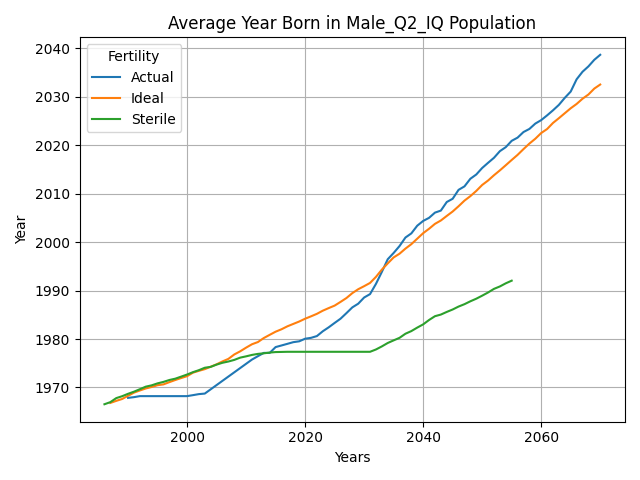 Average Year Born in Male_Q2_IQ Population
Fertility
Actual
Ideal
Sterile
2040
2030
2020
2010
2000
1990
1980
1970
Year
2000
2020
2040
2060
Years